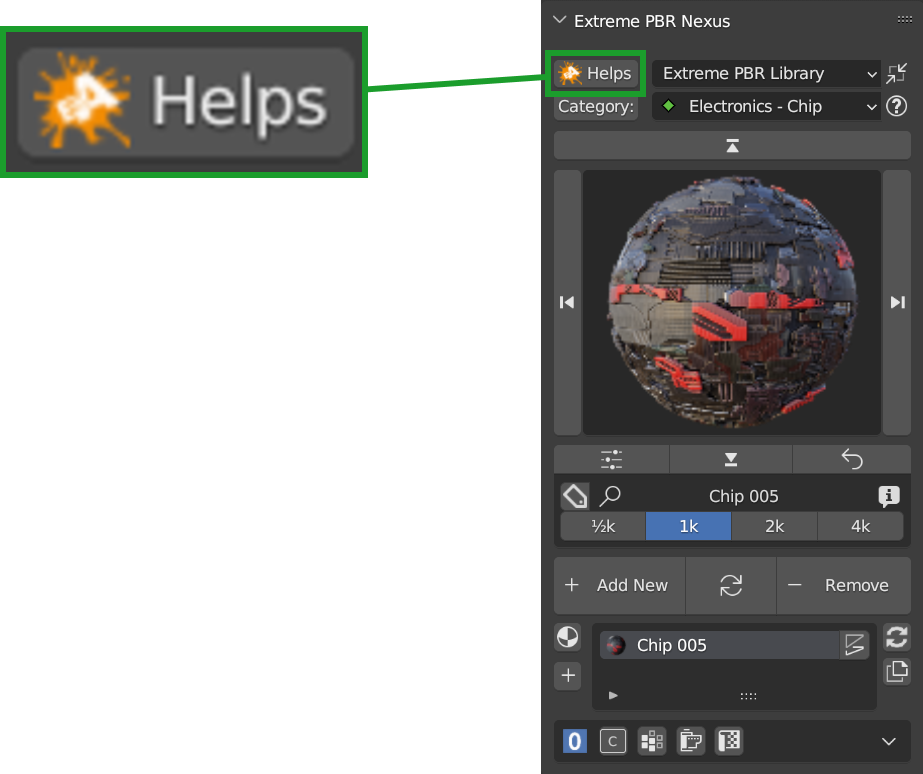 Helps
Extreme PBR Nexus
Helps
Extreme PBR Library
Category:
Electronics - Chip
Chip 005
½k
1k
2k
4k
Add New
Remove
Chip 005
0
C